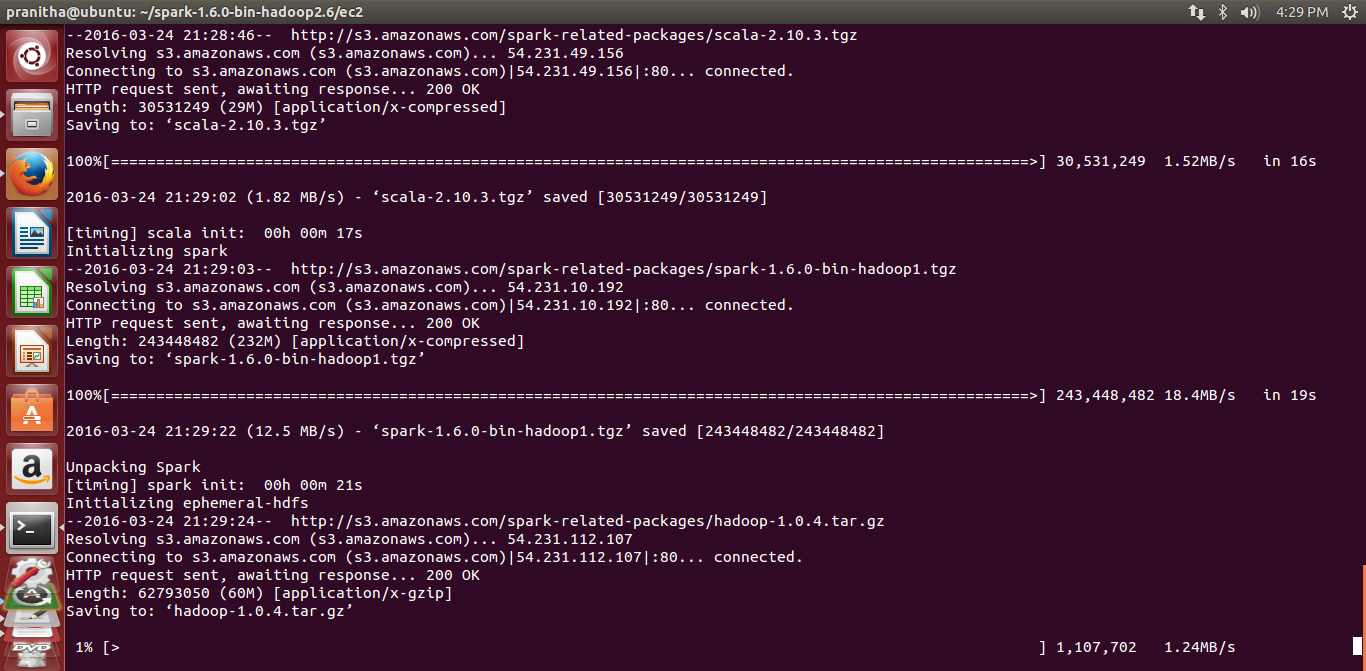 pranitha@ubuntu: ~/spark-1.6.0-bin-hadoop2.6/ec2
4:29 PM
--2016-03-24 21:28:46--  http://s3.amazonaws.com/spark-related-packages/scala-2.10.3.tgz
Resolving s3.amazonaws.com (s3.amazonaws.com)... 54.231.49.156
Connecting to s3.amazonaws.com (s3.amazonaws.com)|54.231.49.156|:80... connected.
HTTP request sent, awaiting response... 200 OK
Length: 30531249 (29M) [application/x-compressed]
Saving to: ‘scala-2.10.3.tgz’
100%[======================================================================================================>] 30,531,249  1.52MB/s   in 16s
2016-03-24 21:29:02 (1.82 MB/s) - ‘scala-2.10.3.tgz’ saved [30531249/30531249]
[timing] scala init:  00h 00m 17s
Initializing spark
--2016-03-24 21:29:03--  http://s3.amazonaws.com/spark-related-packages/spark-1.6.0-bin-hadoop1.tgz
Resolving s3.amazonaws.com (s3.amazonaws.com)... 54.231.10.192
Connecting to s3.amazonaws.com (s3.amazonaws.com)|54.231.10.192|:80... connected.
HTTP request sent, awaiting response... 200 OK
Length: 243448482 (232M) [application/x-compressed]
Saving to: ‘spark-1.6.0-bin-hadoop1.tgz’
100%[======================================================================================================>] 243,448,482 18.4MB/s   in 19s
2016-03-24 21:29:22 (12.5 MB/s) - ‘spark-1.6.0-bin-hadoop1.tgz’ saved [243448482/243448482]
Unpacking Spark
[timing] spark init:  00h 00m 21s
Initializing ephemeral-hdfs
--2016-03-24 21:29:24--  http://s3.amazonaws.com/spark-related-packages/hadoop-1.0.4.tar.gz
Resolving s3.amazonaws.com (s3.amazonaws.com)... 54.231.112.107
Connecting to s3.amazonaws.com (s3.amazonaws.com)|54.231.112.107|:80... connected.
HTTP request sent, awaiting response... 200 OK
Length: 62793050 (60M) [application/x-gzip]
Saving to: ‘hadoop-1.0.4.tar.gz’
1% [>                                                                                                       ] 1,107,702   1.24MB/s
A
a
>_
A
DVD